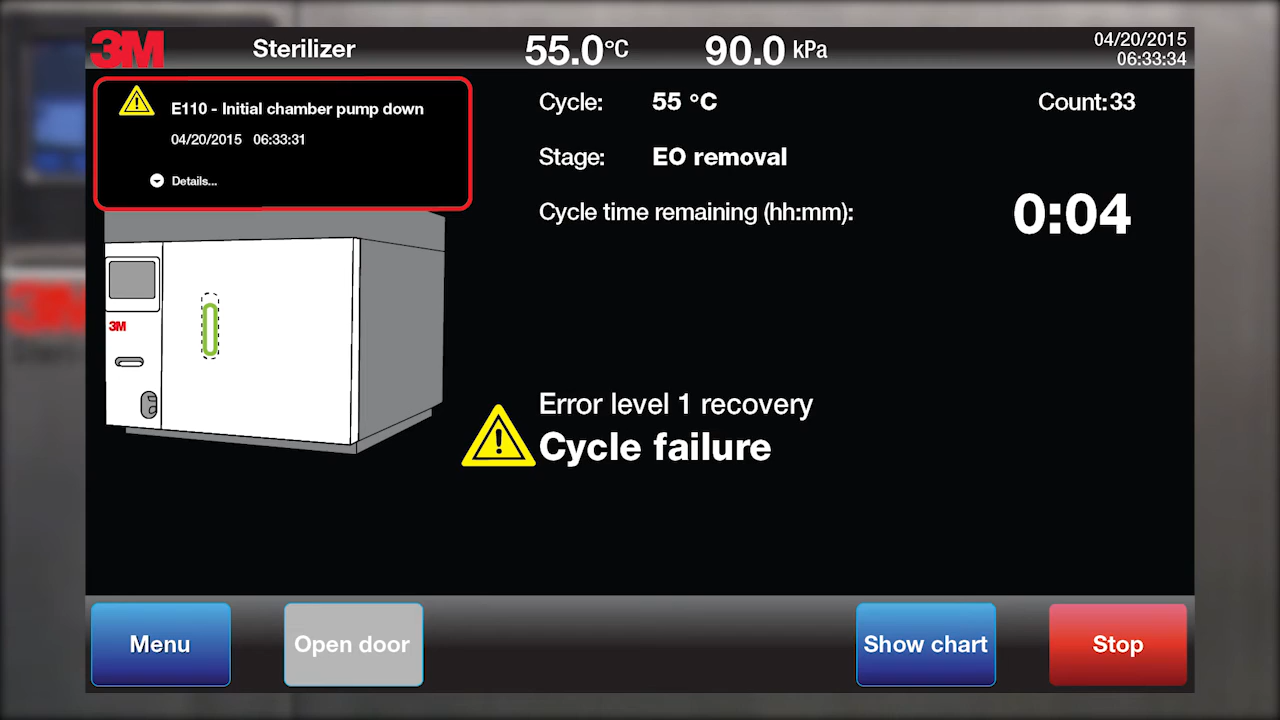 3M Sterilizer 55.0°C 90.0 kPa 04/20/2015
06:33:34
E110 - Initial chamber pump down
04/20/2015 06:33:31
Details...
Cycle: 55 °C Count: 33
Stage: EO removal
Cycle time remaining (hh:mm): 0:04
3M
3M
Error level 1 recovery
Cycle failure
Menu Open door Show chart Stop